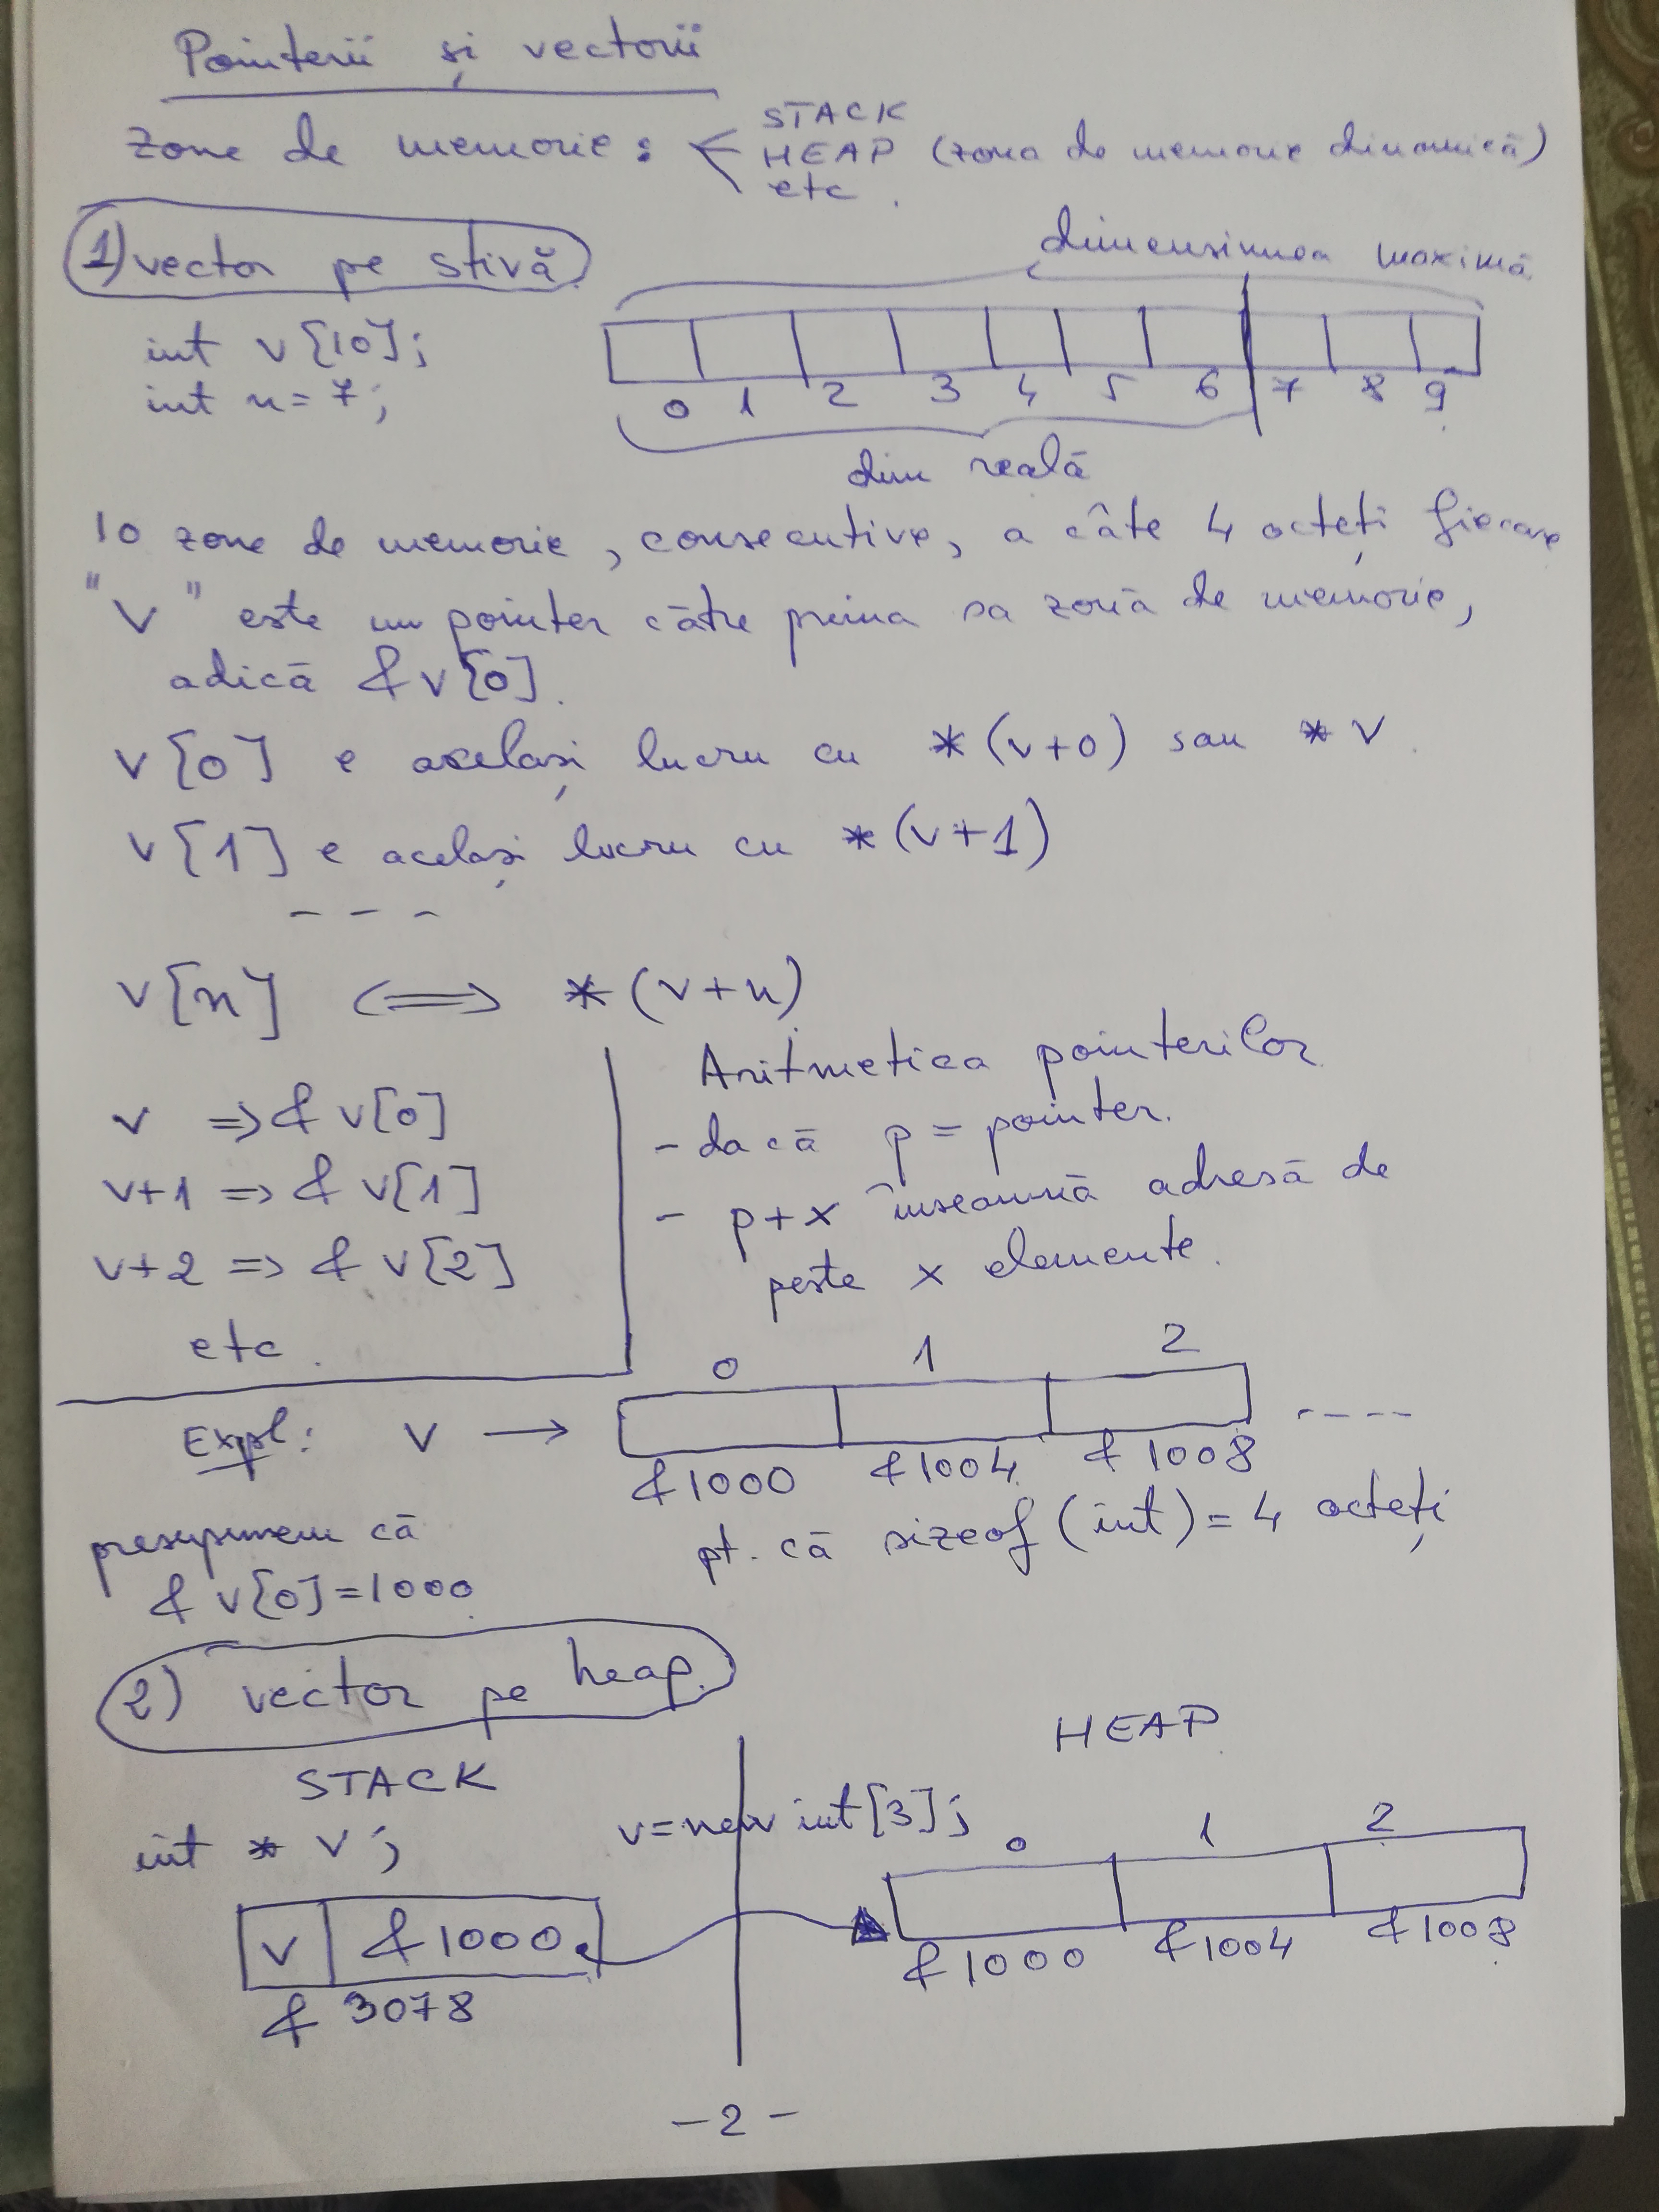 Pointerii și vectorii
Zone de memorie:
STACK
HEAP (zona de memorie dinamică)
etc.
1) vector pe stivă
dimensiunea maximă
int v[10];
int n=7;
0 1 2 3 4 5 6 7 8 9
dim reală
10 zone de memorie, consecutive, a câte 4 octeți fiecare
"v" este un pointer către prima sa zonă de memorie,
adică &v[0].
v[0] e același lucru cu *(v+0) sau *v.
v[1] e același lucru cu *(v+1)
- - -
v[n] <=> *(v+n)
v => & v[0]
v+1 => & v[1]
v+2 => & v[2]
etc.
Aritmetica pointerilor
- dacă p = pointer.
- p+x înseamnă adresă de
peste x elemente.
Expl: v →
0 1 2
&1000 &1004 &1008 ----
presupunem că
& v[0]=1000
pt. că sizeof(int)=4 octeți
2) vector pe heap.
STACK
int * v;
v &1000
& 3078
HEAP
v=new int[3];
0 1 2
&1000 &1004 &1008
-2-